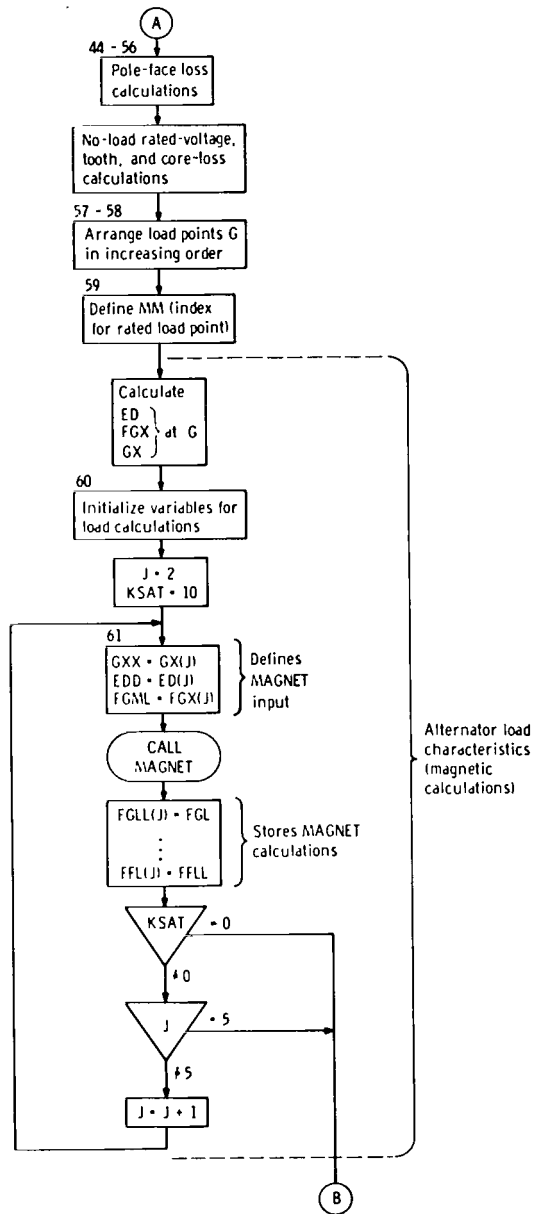 A
44 - 56
Pole-face loss
calculations
No-load rated-voltage,
tooth, and core-loss
calculations
57 - 58
Arrange load points G
in increasing order
59
Define MM (index
for rated load point)
Calculate
ED
FGX } at G
GX
60
Initialize variables for
load calculations
J = 2
KSAT = 10
61
GXX = GX(J)
EDD = ED(J)
FGML = FGX(J)
Defines
MAGNET
input
CALL
MAGNET
FGLL(J) = FGL
⋮
FFL(J) = FFLL
Stores MAGNET
calculations
Alternator load
characteristics
(magnetic
calculations)
KSAT
= 0
≠ 0
J
= 5
≠ 5
J = J + 1
B